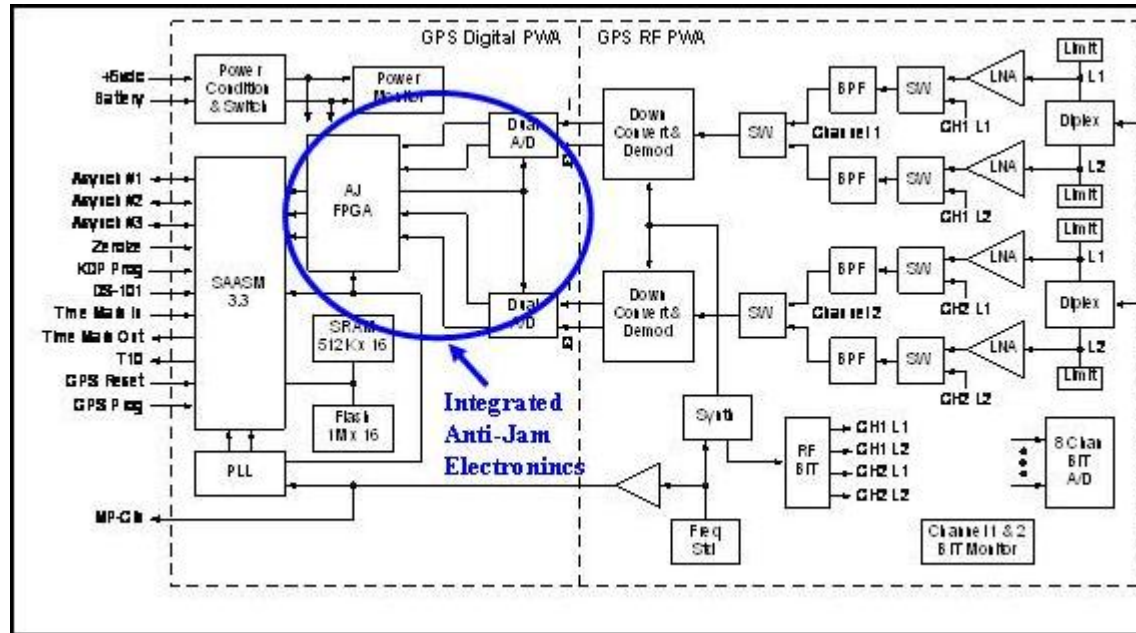 GPS Digital PWA
GPS RF PWA
+5vdc
Battery
Power
Condition
& Switch
Power
Monitor
Dual
A/D
AJ
FPGA
Down
Convert &
Demod
SW
Channel 1
BPF
SW
LNA
Limit
L1
CH1 L1
Diplex
BPF
SW
LNA
L2
Limit
CH1 L2
Async #1
Async #2
Async #3
Zeroize
KDP Prog
DS-101
Time Mark In
Time Mark Out
T10
GPS Reset
GPS Prog
SAASM
3.3
Dual
A/D
Down
Convert &
Demod
SW
Channel 2
BPF
SW
LNA
Limit
L1
CH2 L1
Diplex
BPF
SW
LNA
L2
Limit
CH2 L2
SRAM
512K x 16
Flash
1M x 16
PLL
Integrated
Anti-Jam
Electronincs
Synth
RF
BIT
CH1 L1
CH1 L2
CH2 L1
CH2 L2
8 Chan
BIT
A/D
Freq
Std
Channel 1 & 2
BIT Monitor